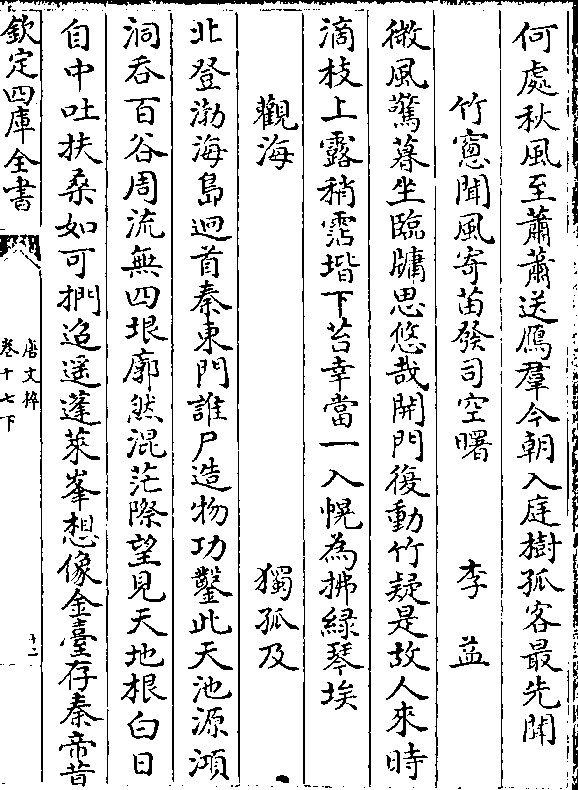 何處秋風至蕭蕭送鴈羣今朝入庭樹孤客最先聞
竹窻聞風寄苗發司空曙　李益
微風驚暮坐臨牗思悠哉開門復動竹疑是故人來時
滴枝上露稍霑堦下苔幸當一入幌為拂緑琴埃
觀海　獨孤及
北登渤海島迴首秦東門誰尸造物功鑿此天池源澒
洞吞百谷周流無四垠廓然混茫際望見天地根白日
自中吐扶桑如可捫迢遥蓬萊峯想像金臺存秦帝昔
欽定四庫全書
唐文粹
卷十七下
十二